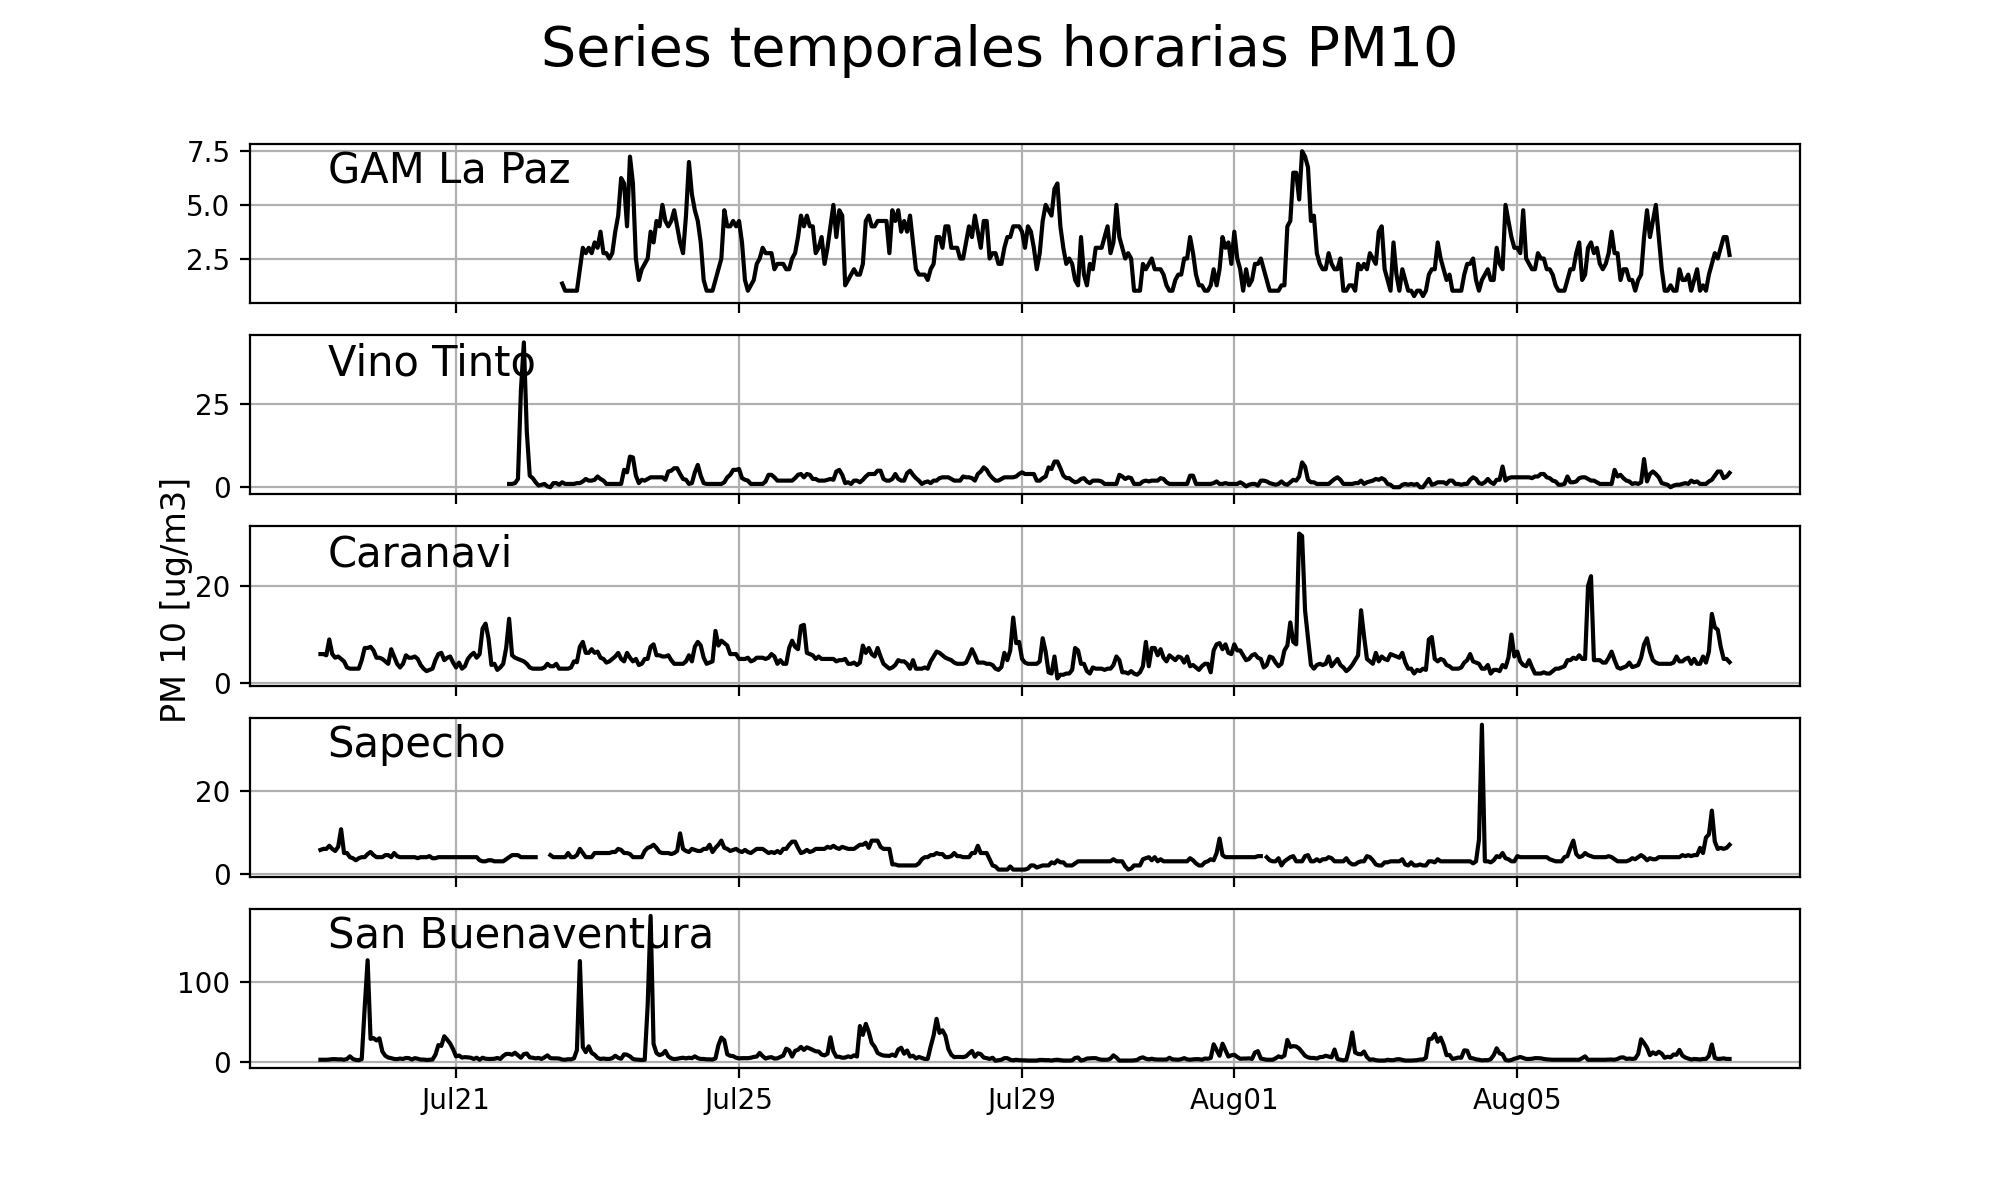 Series temporales horarias PM10
PM 10 [ug/m3]
GAM La Paz
7.5
5.0
2.5
Vino Tinto
25
0
Caranavi
20
0
Sapecho
20
0
San Buenaventura
100
0
Jul21 Jul25 Jul29 Aug01 Aug05